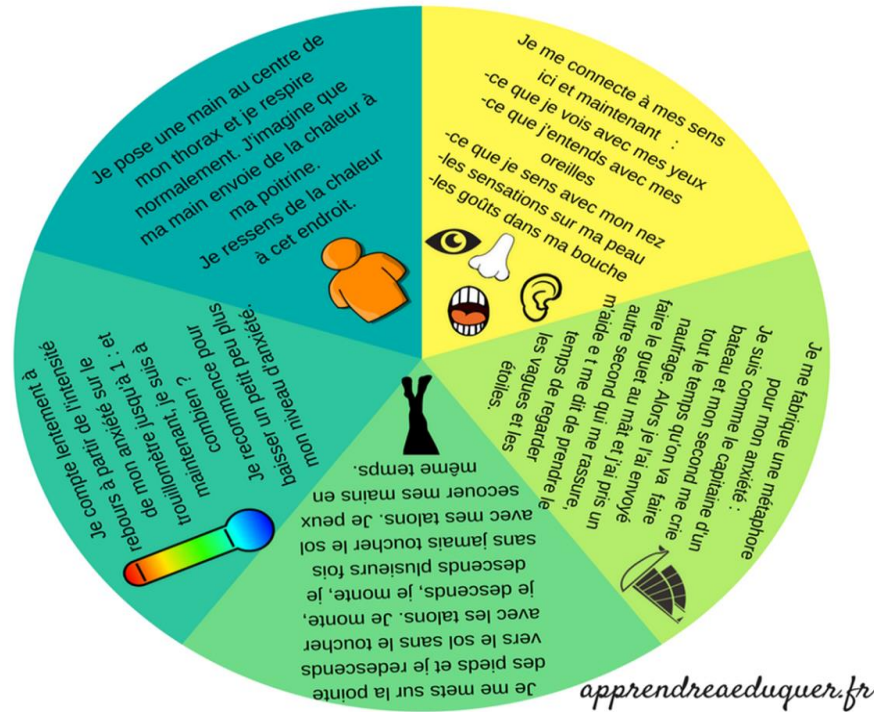 Je me connecte à mes sens
ici et maintenant :
-ce que je vois avec mes yeux
-ce que j'entends avec mes
oreilles
-ce que je sens avec mon nez
-les sensations sur ma peau
-les goûts dans ma bouche
Je me fabrique une métaphore
pour mon anxiété :
Je suis comme le capitaine d'un
bateau et mon second me crie
tout le temps qu'on va faire
naufrage. Alors je l'ai envoyé
faire le guet au mât et j'ai pris un
autre second qui me rassure,
m'aide e t me dit de prendre le
temps de regarder
les vagues et les
étoiles.
Je me mets sur la pointe
des pieds et je redescends
vers le sol sans le toucher
avec les talons. Je monte,
je descends, je monte, je
descends plusieurs fois
sans jamais toucher le sol
avec mes talons. Je peux
secouer mes mains en
même temps.
Je compte lentement à
rebours à partir de l'intensité
de mon anxiété sur le
trouillomètre jusqu'à 1 : et
maintenant, je suis à
combien ?
Je recommence pour
baisser un petit peu plus
mon niveau d'anxiété.
Je pose une main au centre de
mon thorax et je respire
normalement. J'imagine que
ma main envoie de la chaleur à
ma poitrine.
Je ressens de la chaleur
à cet endroit.
apprendreaeduquer.fr